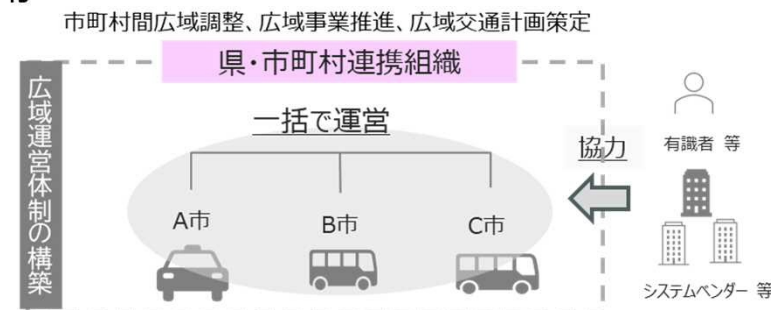 市町村間広域調整、広域事業推進、広域交通計画策定
県・市町村連携組織
広域運営体制の構築
一括で運営
A市
B市
C市
協力
有識者 等
システムベンダー 等